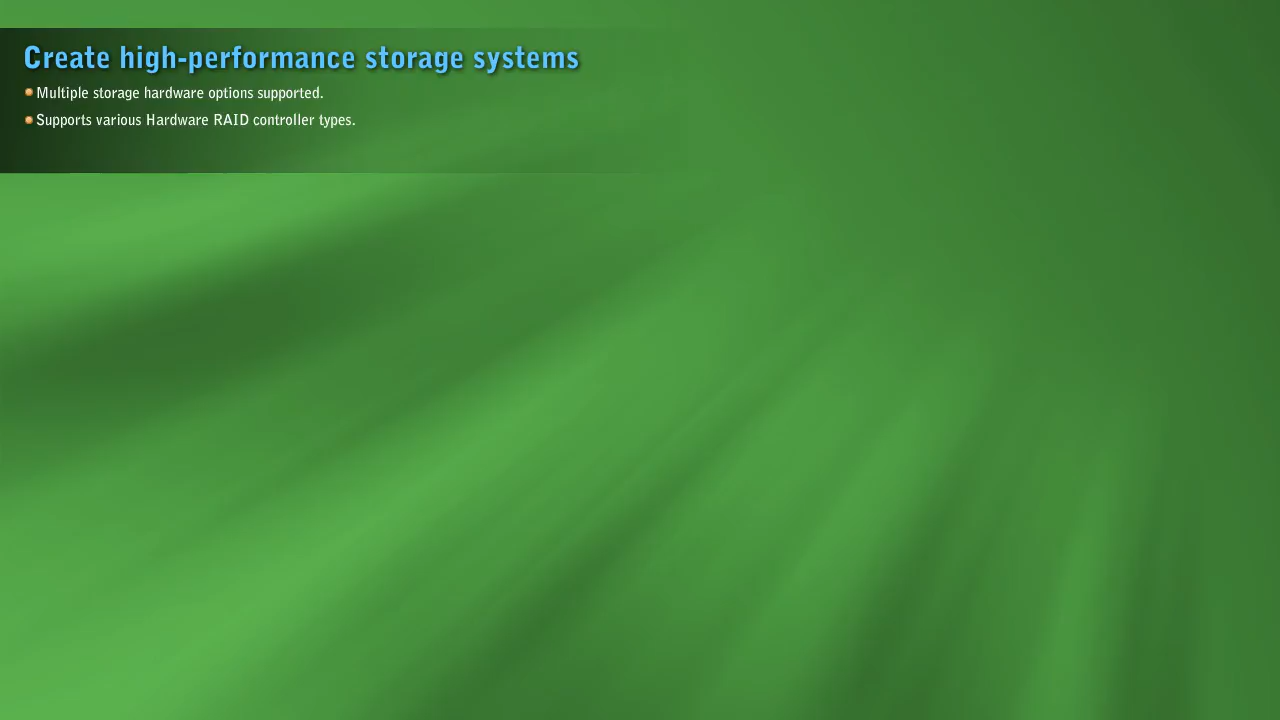 Create high-performance storage systems
Multiple storage hardware options supported.
Supports various Hardware RAID controller types.